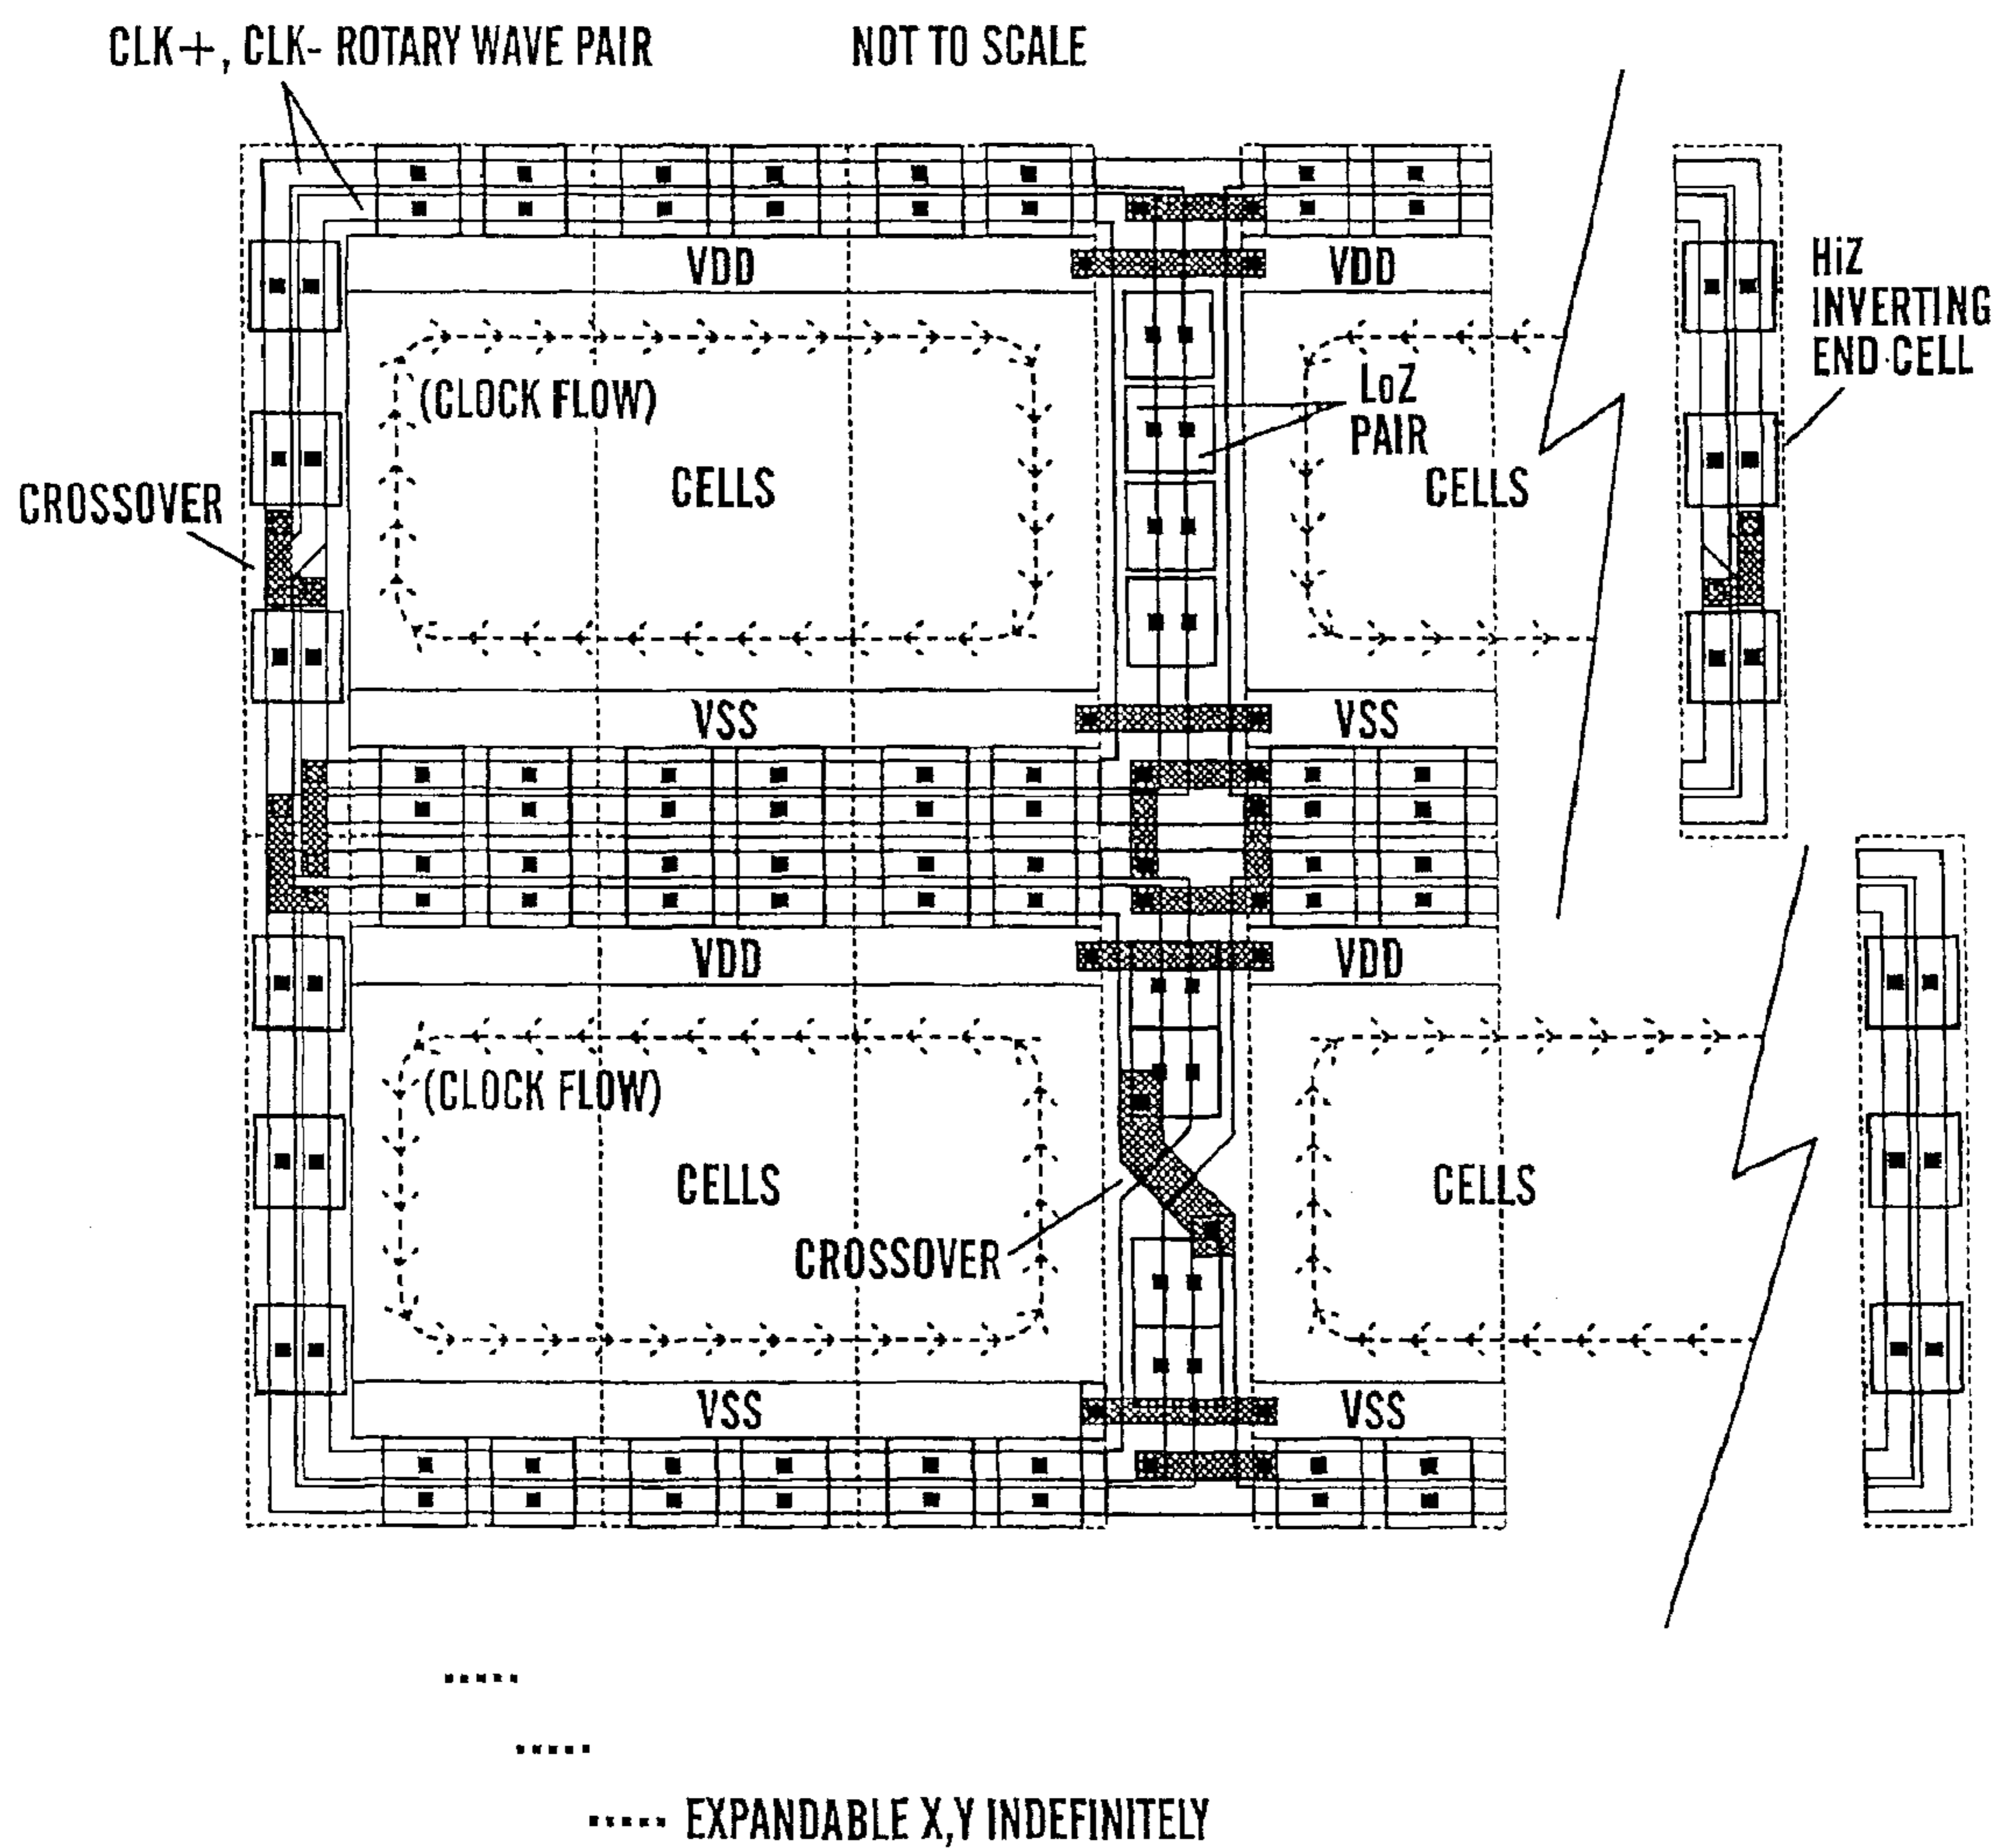 CLK+, CLK- ROTARY WAVE PAIR
NOT TO SCALE
VDD
VDD
HiZ
INVERTING
END CELL
(CLOCK FLOW)
LoZ
PAIR
CELLS
CELLS
CROSSOVER
VSS
VSS
VDD
VDD
(CLOCK FLOW)
CELLS
CELLS
CROSSOVER
VSS
VSS
EXPANDABLE X,Y INDEFINITELY